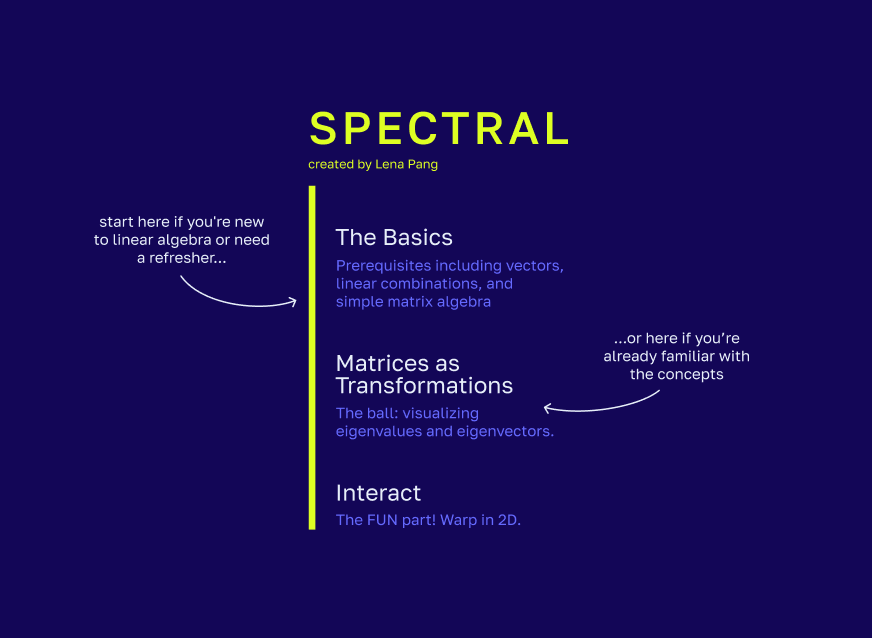 SPECTRAL
created by Lena Pang
start here if you're new
to linear algebra or need
a refresher...
The Basics
Prerequisites including vectors,
linear combinations, and
simple matrix algebra
...or here if you’re
already familiar with
the concepts
Matrices as
Transformations
The ball: visualizing
eigenvalues and eigenvectors.
Interact
The FUN part! Warp in 2D.